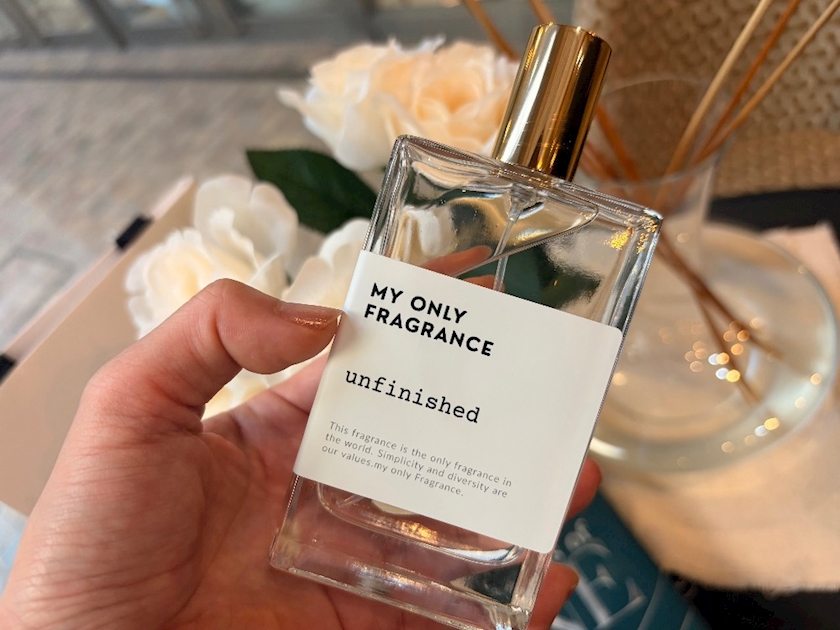 MY ONLY
FRAGRANCE
unfinished
This fragrance is the only fragrance in
the world. Simplicity and diversity are
our values.my only Fragrance.